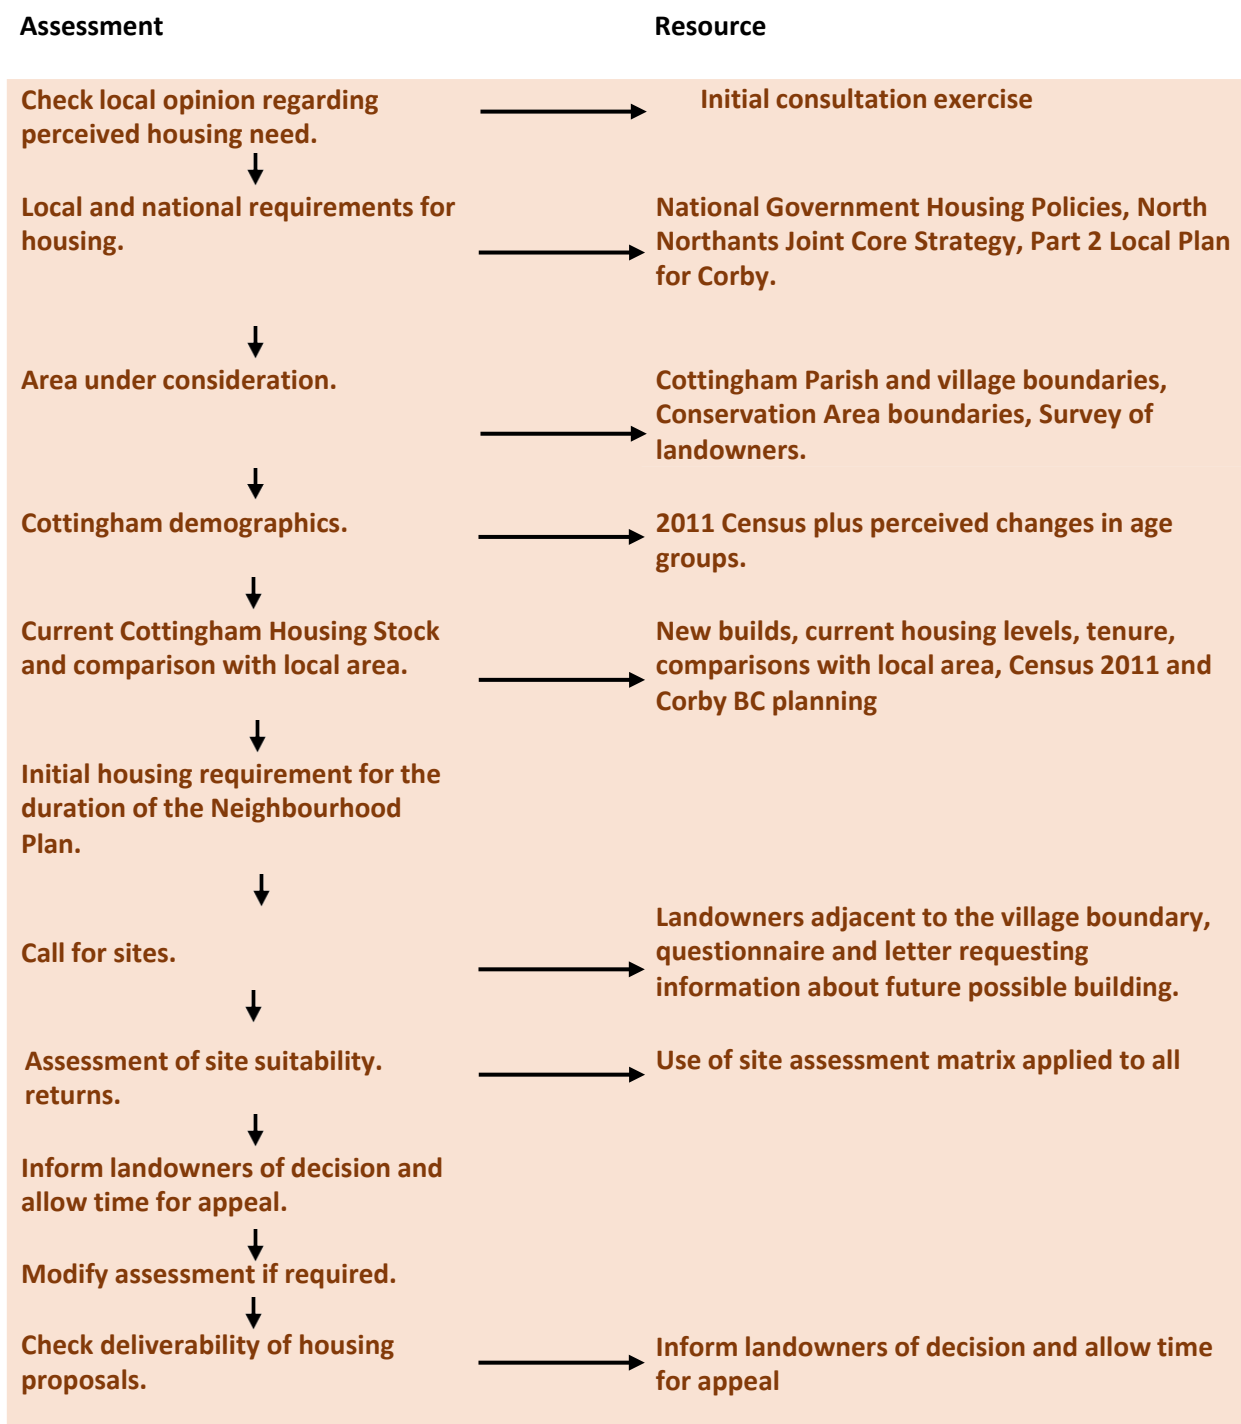 Assessment
Resource
Check local opinion regarding
perceived housing need.
Initial consultation exercise
Local and national requirements for
housing.
National Government Housing Policies, North
Northants Joint Core Strategy, Part 2 Local Plan
for Corby.
Area under consideration.
Cottingham Parish and village boundaries,
Conservation Area boundaries, Survey of
landowners.
Cottingham demographics.
2011 Census plus perceived changes in age
groups.
Current Cottingham Housing Stock
and comparison with local area.
New builds, current housing levels, tenure,
comparisons with local area, Census 2011 and
Corby BC planning
Initial housing requirement for the
duration of the Neighbourhood
Plan.
Call for sites.
Landowners adjacent to the village boundary,
questionnaire and letter requesting
information about future possible building.
Assessment of site suitability.
returns.
Use of site assessment matrix applied to all
Inform landowners of decision and
allow time for appeal.
Modify assessment if required.
Check deliverability of housing
proposals.
Inform landowners of decision and allow time
for appeal